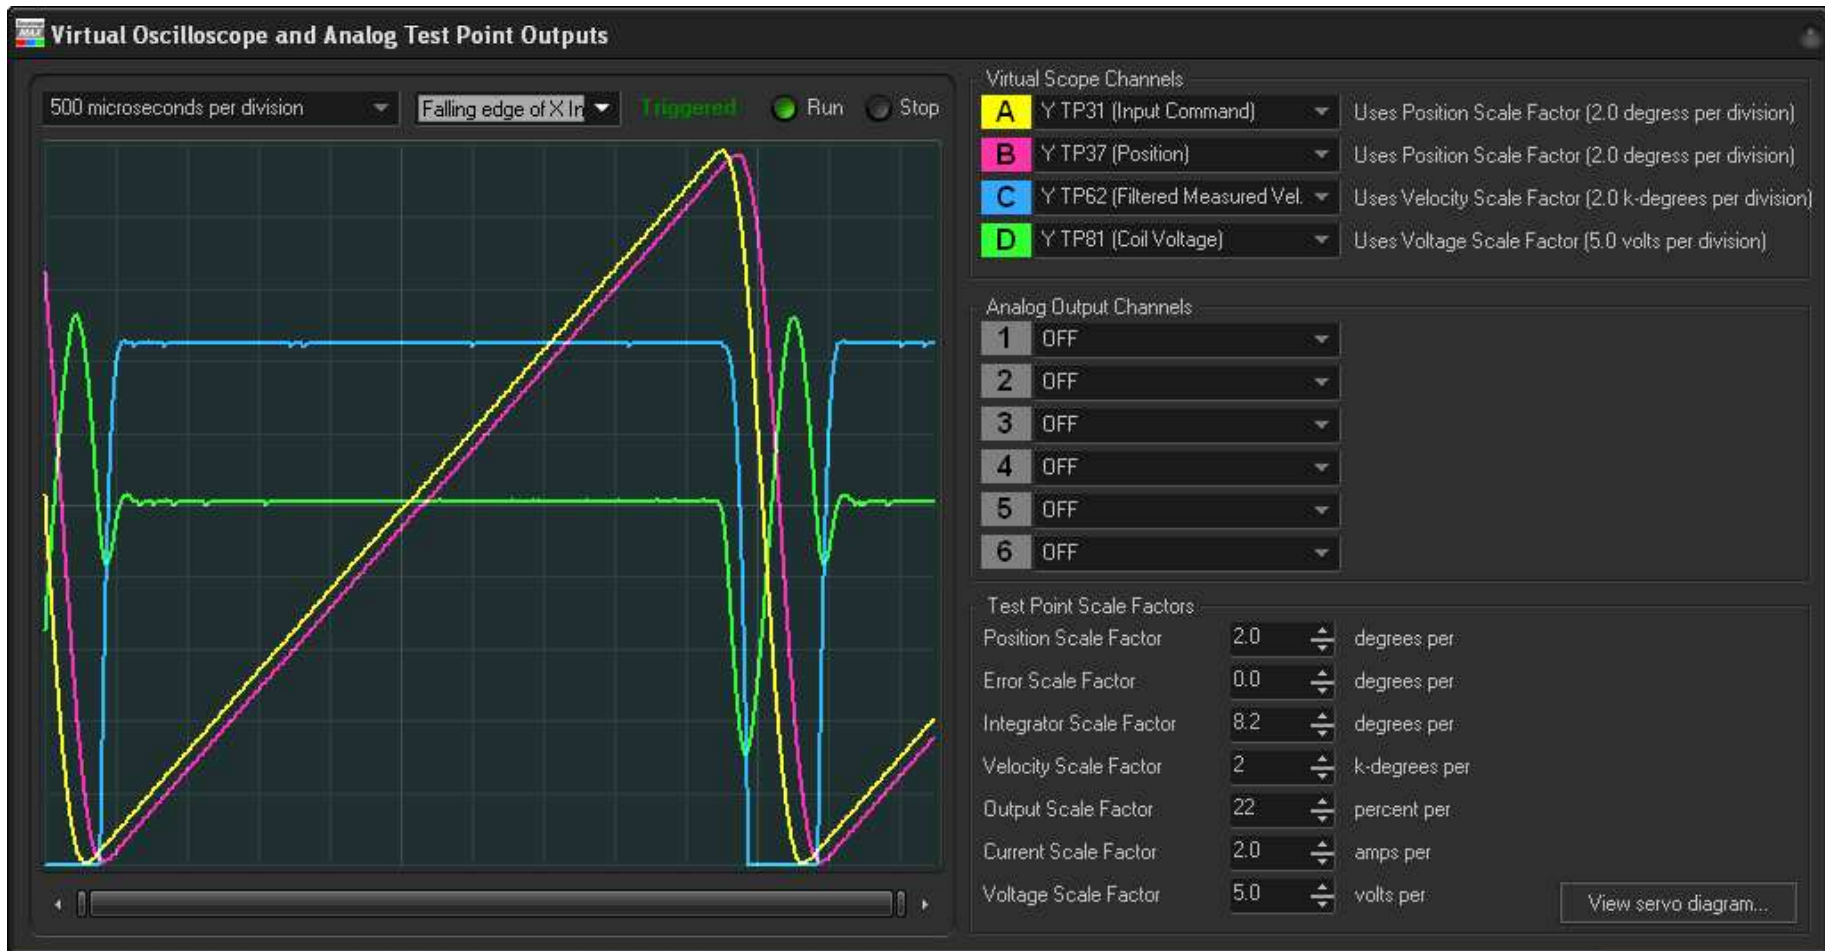 Virtual Oscilloscope and Analog Test Point Outputs
500 microseconds per division
Falling edge of X In
Triggered
Run
Stop
Virtual Scope Channels
A Y TP31 (Input Command) Uses Position Scale Factor (2.0 degress per division)
B Y TP37 (Position) Uses Position Scale Factor (2.0 degress per division)
C Y TP62 (Filtered Measured Vel. Uses Velocity Scale Factor (2.0 k-degrees per division)
D Y TP81 (Coil Voltage) Uses Voltage Scale Factor (5.0 volts per division)
Analog Output Channels
1 OFF
2 OFF
3 OFF
4 OFF
5 OFF
6 OFF
Test Point Scale Factors
Position Scale Factor 2.0 degrees per
Error Scale Factor 0.0 degrees per
Integrator Scale Factor 8.2 degrees per
Velocity Scale Factor 2 k-degrees per
Output Scale Factor 22 percent per
Current Scale Factor 2.0 amps per
Voltage Scale Factor 5.0 volts per
View servo diagram...